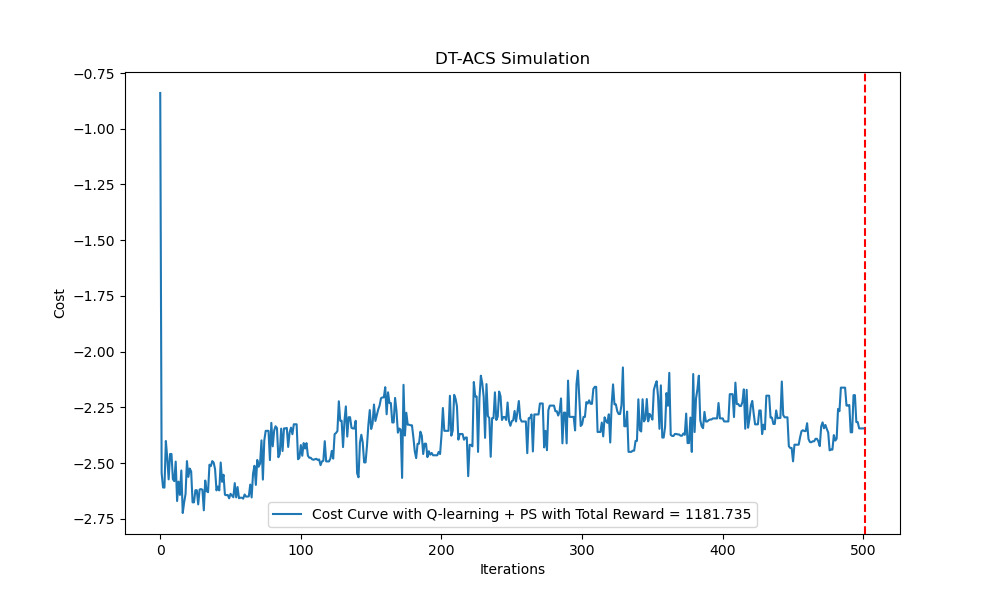 DT-ACS Simulation
−0.75
−1.00
−1.25
−1.50
−1.75
−2.00
−2.25
−2.50
−2.75
Cost
Cost Curve with Q-learning + PS with Total Reward = 1181.735
0 100 200 300 400 500
Iterations